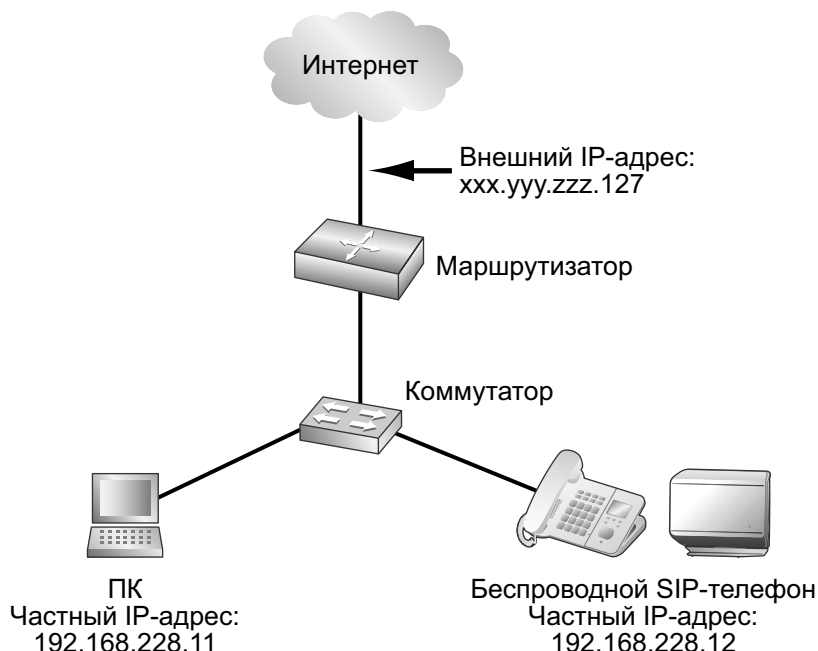 Интернет
Внешний IP-адрес:
xxx.yyy.zzz.127
Маршрутизатор
Коммутатор
ПК
Частный IP-адрес:
192.168.228.11
Беспроводной SIP-телефон
Частный IP-адрес:
192.168.228.12